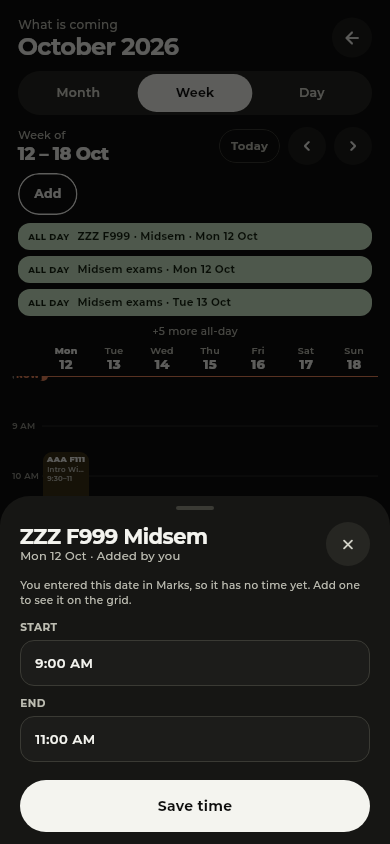 What is coming
October 2026
Month Week Day
Week of
12 – 18 Oct
Today
Add
ALL DAY ZZZ F999 · Midsem · Mon 12 Oct
ALL DAY Midsem exams · Mon 12 Oct
ALL DAY Midsem exams · Tue 13 Oct
+5 more all-day
Mon Tue Wed Thu Fri Sat Sun
12 13 14 15 16 17 18
9 AM
AAA F111
Intro Wi...
10 AM
9:30–11
ZZZ F999 Midsem
Mon 12 Oct · Added by you
You entered this date in Marks, so it has no time yet. Add one
to see it on the grid.
START
9:00 AM
END
11:00 AM
Save time